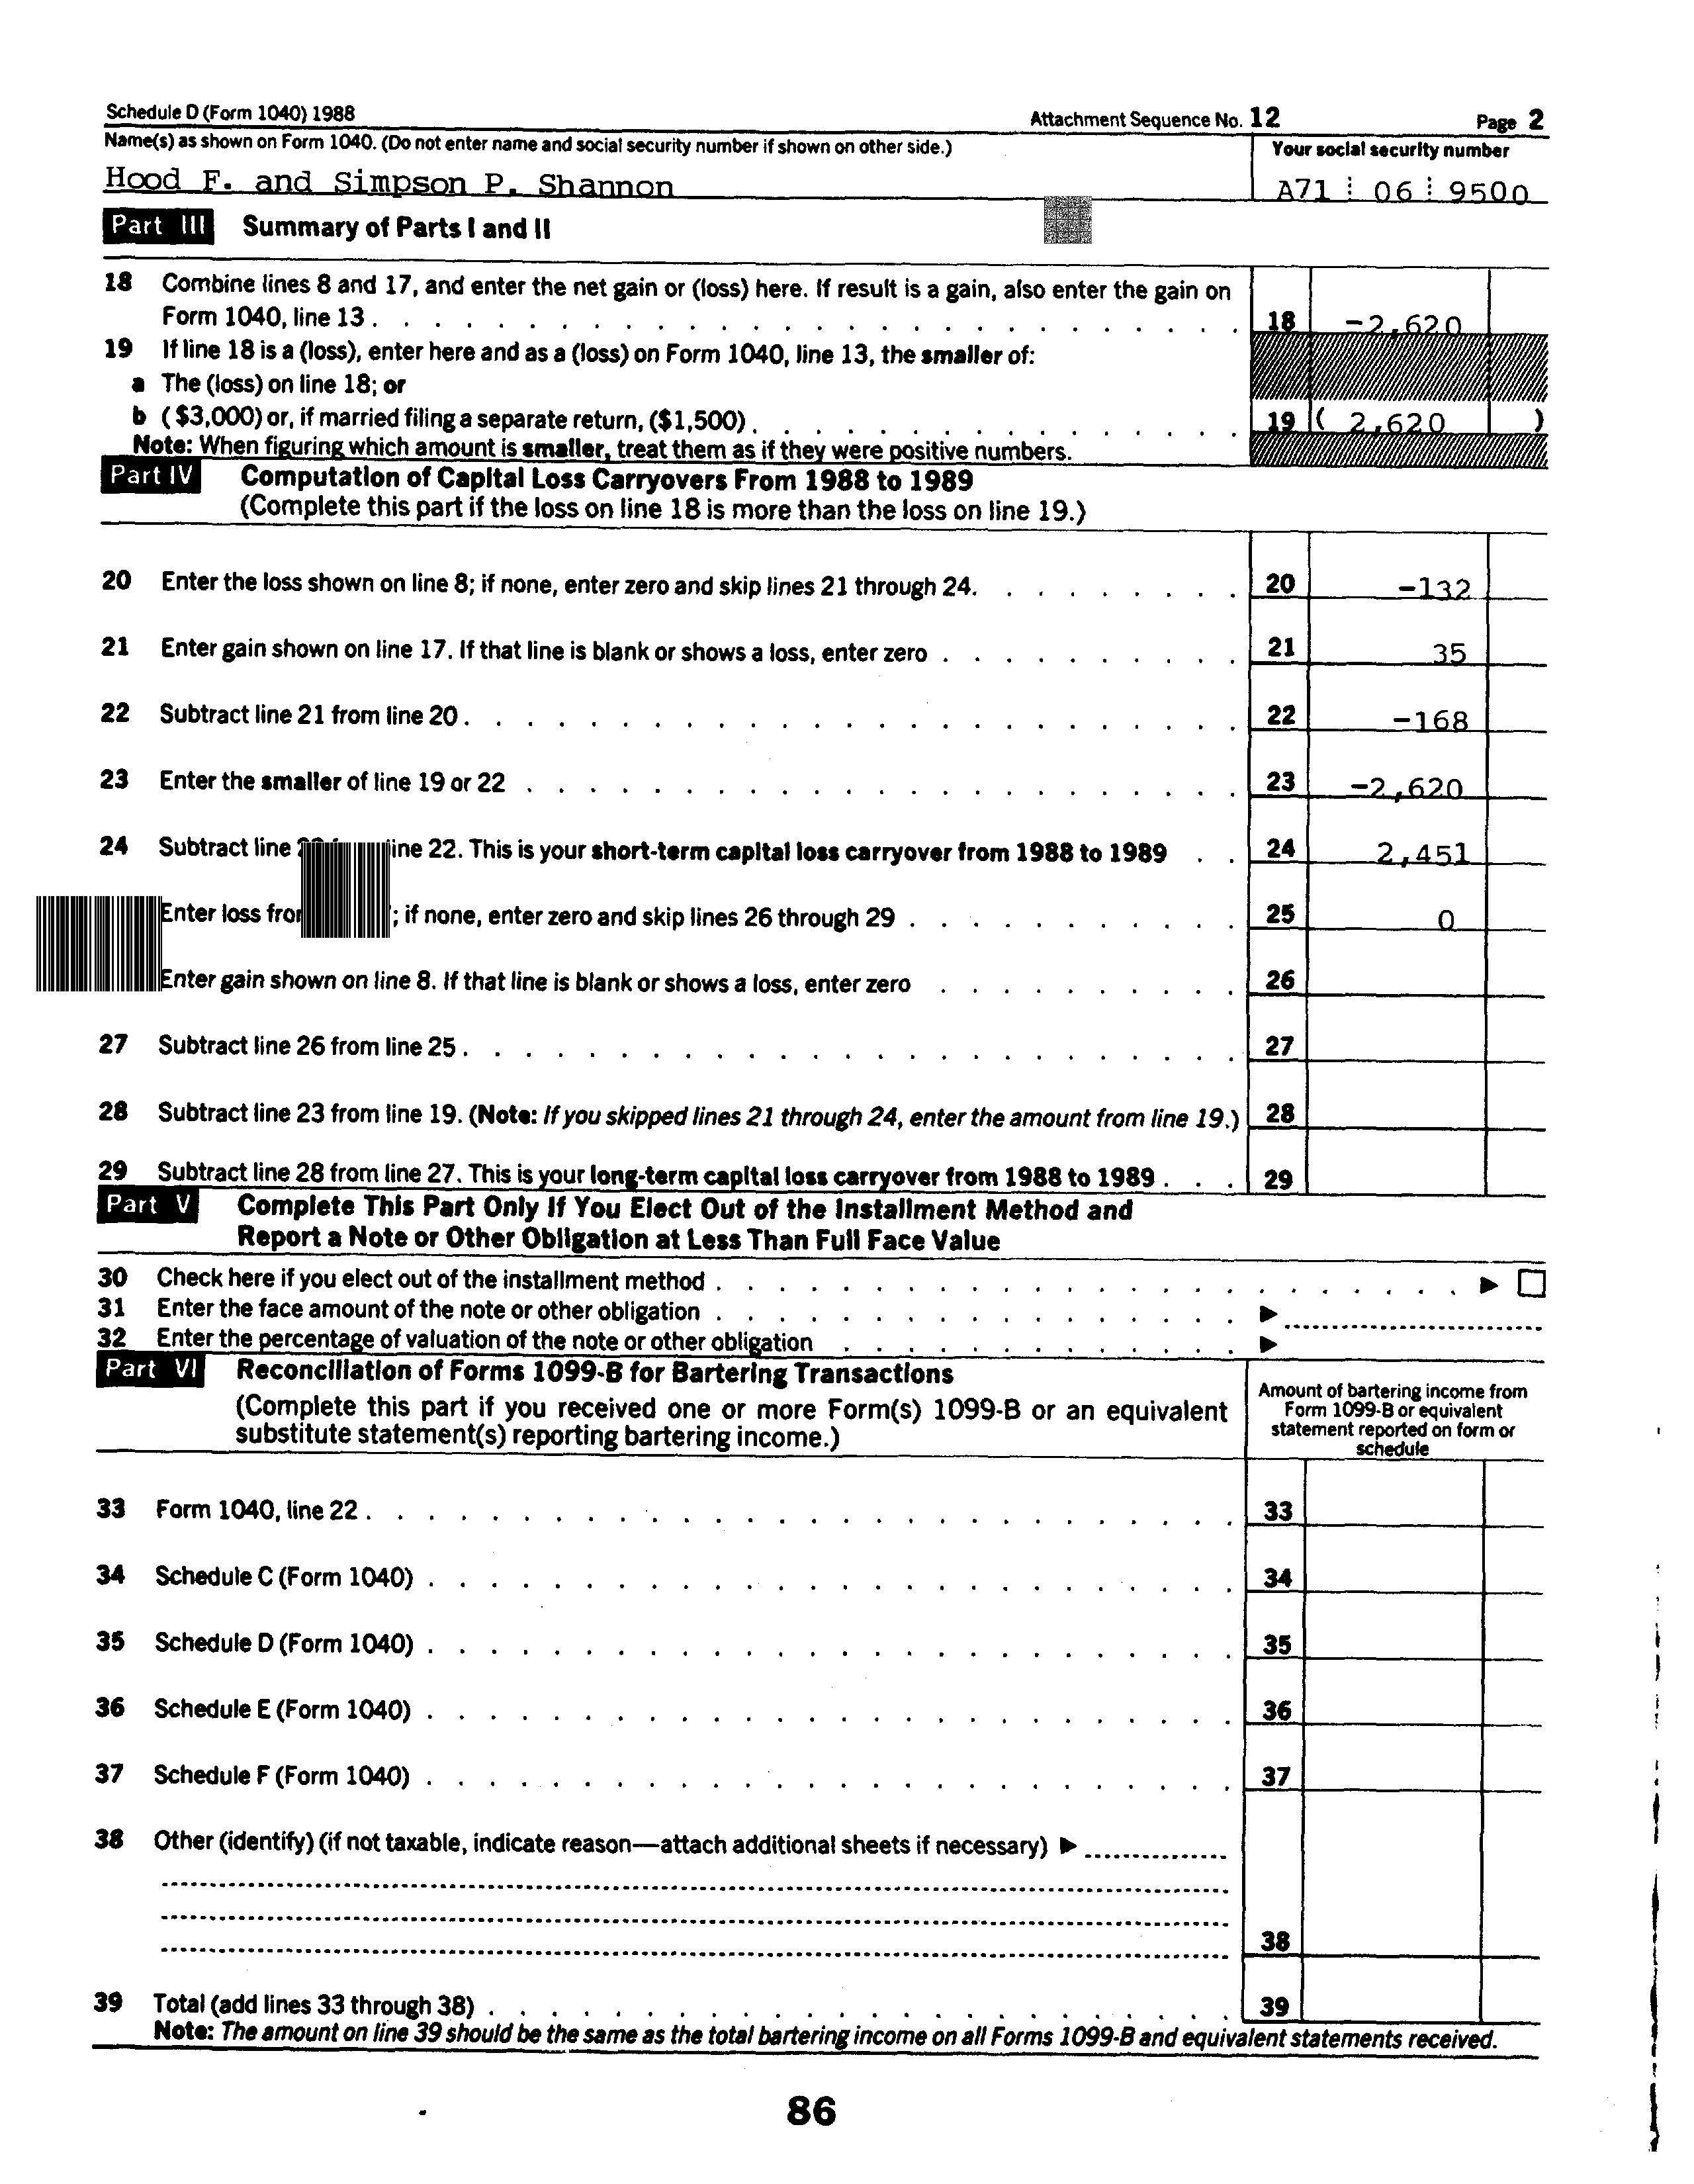 Schedule D (Form 1040) 1988 Attachment Sequence No. 12 Page 2
Name(s) as shown on Form 1040. (Do not enter name and social security number if shown on other side.) Your social security number
Hood F. and Simpson P. Shannon A71 06 9500
Part III Summary of Parts I and II
18 Combine lines 8 and 17, and enter the net gain or (loss) here. If result is a gain, also enter the gain on
Form 1040, line 13 . 18 -2,620
19 If line 18 is a (loss), enter here and as a (loss) on Form 1040, line 13, the smaller of:
a The (loss) on line 18; or
b ($3,000) or, if married filing a separate return, ($1,500) . 19 ( 2,620 )
Note: When figuring which amount is smaller, treat them as if they were positive numbers.
Part IV Computation of Capital Loss Carryovers From 1988 to 1989
(Complete this part if the loss on line 18 is more than the loss on line 19.)
20 Enter the loss shown on line 8; if none, enter zero and skip lines 21 through 24. 20 -132
21 Enter gain shown on line 17. If that line is blank or shows a loss, enter zero . 21 35
22 Subtract line 21 from line 20 . 22 -168
23 Enter the smaller of line 19 or 22 . 23 -2,620
24 Subtract line line 22. This is your short-term capital loss carryover from 1988 to 1989 . 24 2,451
Enter loss ; if none, enter zero and skip lines 26 through 29 . 25 0
Enter gain shown on line 8. If that line is blank or shows a loss, enter zero . 26
27 Subtract line 26 from line 25 . 27
28 Subtract line 23 from line 19. (Note: If you skipped lines 21 through 24, enter the amount from line 19.) 28
29 Subtract line 28 from line 27. This is your long-term capital loss carryover from 1988 to 1989 . 29
Part V Complete This Part Only If You Elect Out of the Installment Method and
Report a Note or Other Obligation at Less Than Full Face Value
30 Check here if you elect out of the installment method . ▶ ☐
31 Enter the face amount of the note or other obligation . ▶
32 Enter the percentage of valuation of the note or other obligation . ▶
Part VI Reconciliation of Forms 1099-B for Bartering Transactions
(Complete this part if you received one or more Form(s) 1099-B or an equivalent
substitute statement(s) reporting bartering income.)
Amount of bartering income from
Form 1099-B or equivalent
statement reported on form or
schedule
33 Form 1040, line 22 . 33
34 Schedule C (Form 1040) . 34
35 Schedule D (Form 1040) . 35
36 Schedule E (Form 1040) . 36
37 Schedule F (Form 1040) . 37
38 Other (identify) (if not taxable, indicate reason—attach additional sheets if necessary) ▶
38
39 Total (add lines 33 through 38) . 39
Note: The amount on line 39 should be the same as the total bartering income on all Forms 1099-B and equivalent statements received.
86